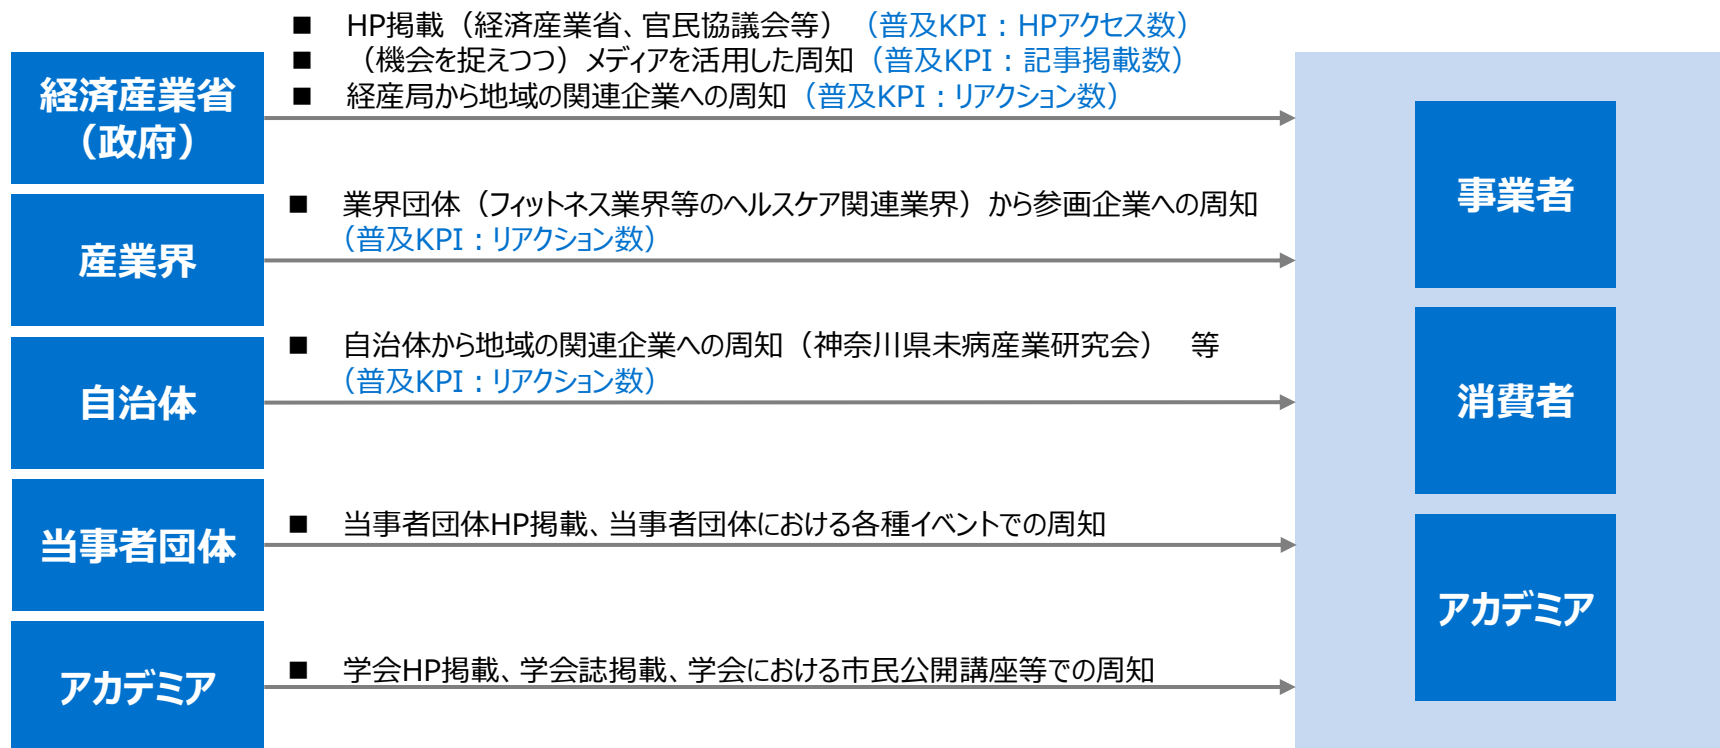 ■ HP掲載（経済産業省、官民協議会等）（普及KPI：HPアクセス数）
■ （機会を捉えつつ）メディアを活用した周知（普及KPI：記事掲載数）
■ 経産局から地域の関連企業への周知（普及KPI：リアクション数）
経済産業省
（政府）
■ 業界団体（フィットネス業界等のヘルスケア関連業界）から参画企業への周知
（普及KPI：リアクション数）
産業界
■ 自治体から地域の関連企業への周知（神奈川県未病産業研究会）　等
（普及KPI：リアクション数）
自治体
■ 当事者団体HP掲載、当事者団体における各種イベントでの周知
当事者団体
■ 学会HP掲載、学会誌掲載、学会における市民公開講座等での周知
アカデミア
事業者
消費者
アカデミア